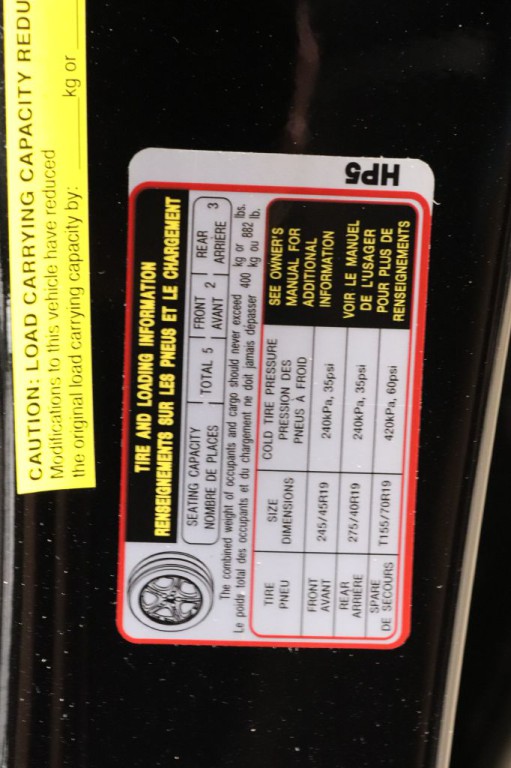 CAUTION: LOAD CARRYING CAPACITY REDU
Modifications to this vehicle have reduced
the original load carrying capacity by: ______kg or ______
HP5
TIRE AND LOADING INFORMATION
RENSEIGNEMENTS SUR LES PNEUS ET LE CHARGEMENT
SEATING CAPACITY
NOMBRE DE PLACES
TOTAL 5
FRONT
AVANT 2
REAR
ARRIÈRE 3
The combined weight of occupants and cargo should never exceed 400 kg or 882 lbs.
Le poids total des occupants et du chargement ne doit jamais dépasser 400 kg ou 882 lb.
TIRE
PNEU
SIZE
DIMENSIONS
COLD TIRE PRESSURE
PRESSION DES
PNEUS À FROID
FRONT
AVANT
245/45R19
240kPa, 35psi
REAR
ARRIÈRE
275/40R19
240kPa, 35psi
SPARE
DE SECOURS
T155/70R19
420kPa, 60psi
SEE OWNER'S
MANUAL FOR
ADDITIONAL
INFORMATION
VOIR LE MANUEL
DE L'USAGER
POUR PLUS DE
RENSEIGNEMENTS